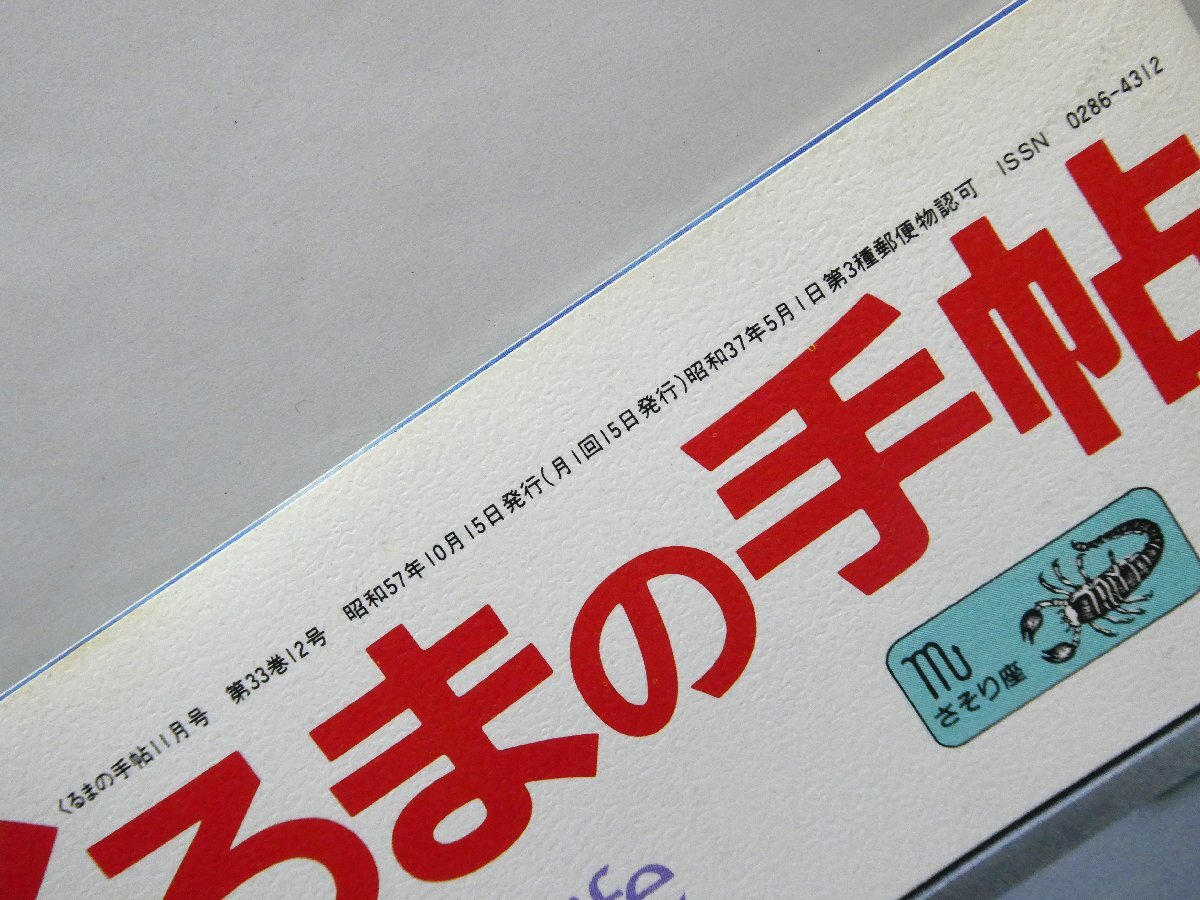 くるまの手帖11月号 第33巻12号 昭和57年10月15日発行(月1回15日発行)昭和37年5月1日第3種郵便物認可 ISSN 0286-4312
くるまの手帖
♏
さそり座
fe